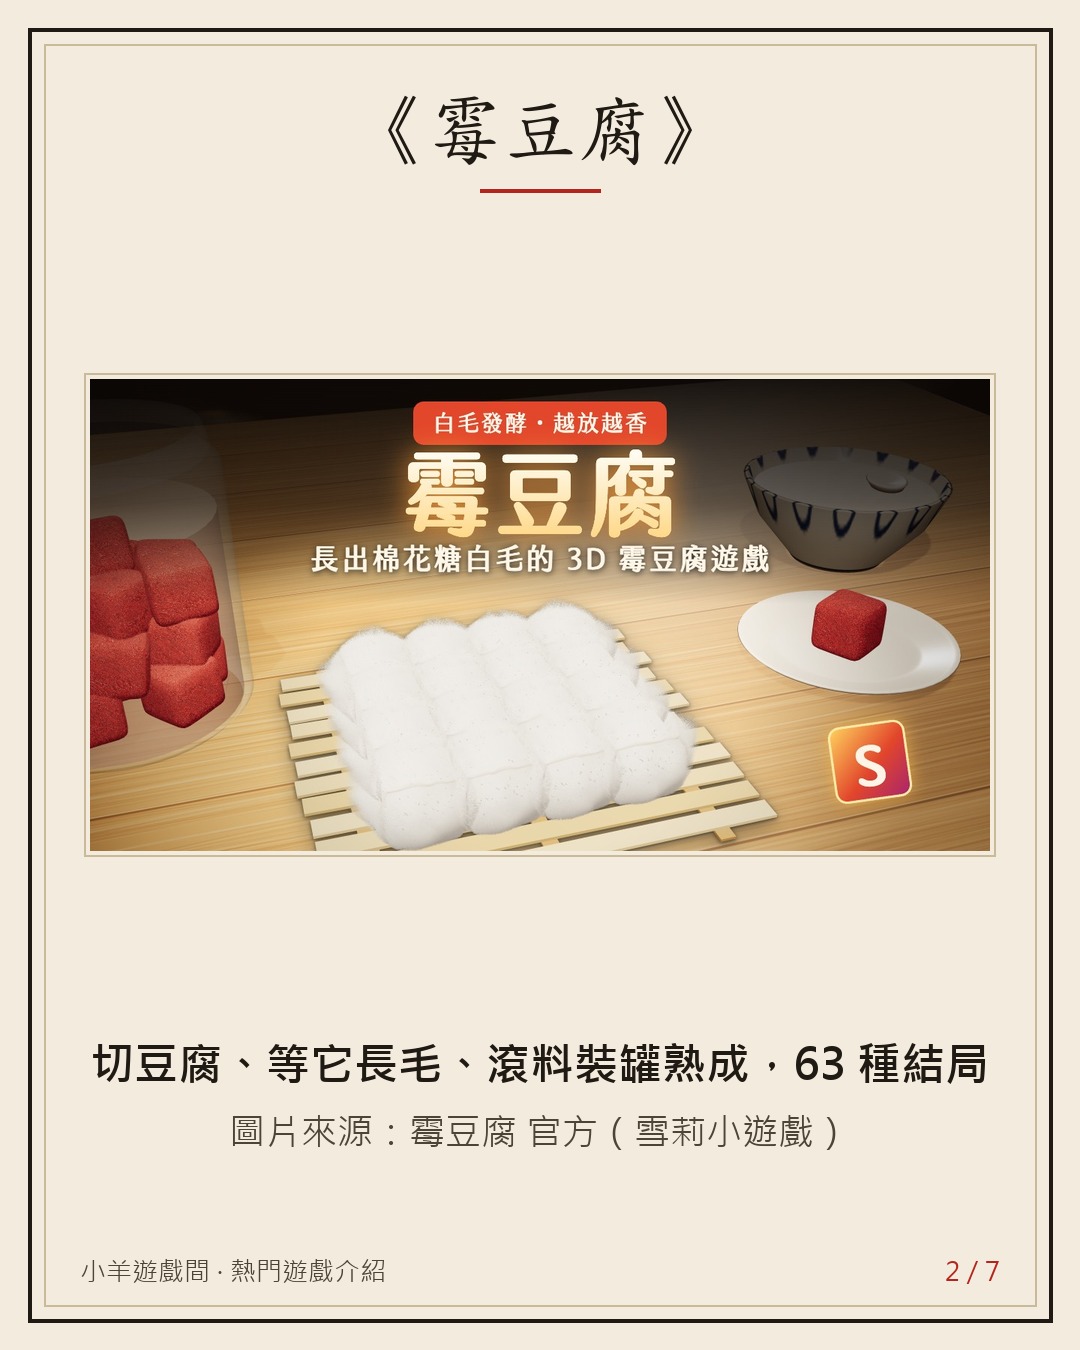 《霉豆腐》
白毛發酵・越放越香
霉豆腐
長出棉花糖白毛的 3D 霉豆腐遊戲
S
切豆腐、等它長毛、滾料裝罐熟成，63 種結局
圖片來源：霉豆腐 官方（雪莉小遊戲）
小羊遊戲間 · 熱門遊戲介紹
2 / 7